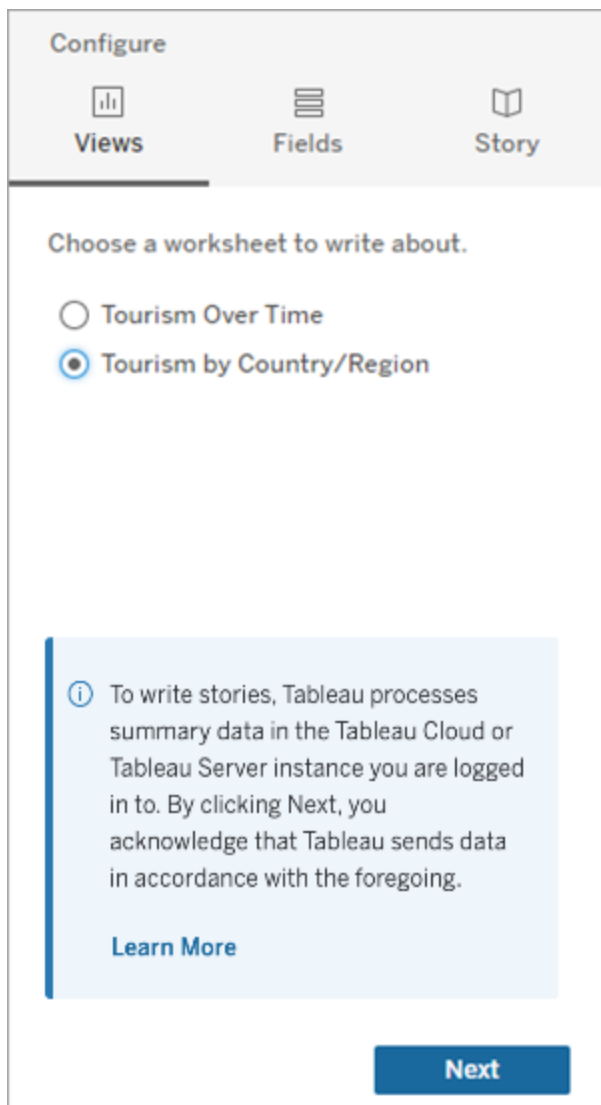 Configure
Views Fields Story
Choose a worksheet to write about.
Tourism Over Time
Tourism by Country/Region
To write stories, Tableau processes
summary data in the Tableau Cloud or
Tableau Server instance you are logged
in to. By clicking Next, you
acknowledge that Tableau sends data
in accordance with the foregoing.
Learn More
Next